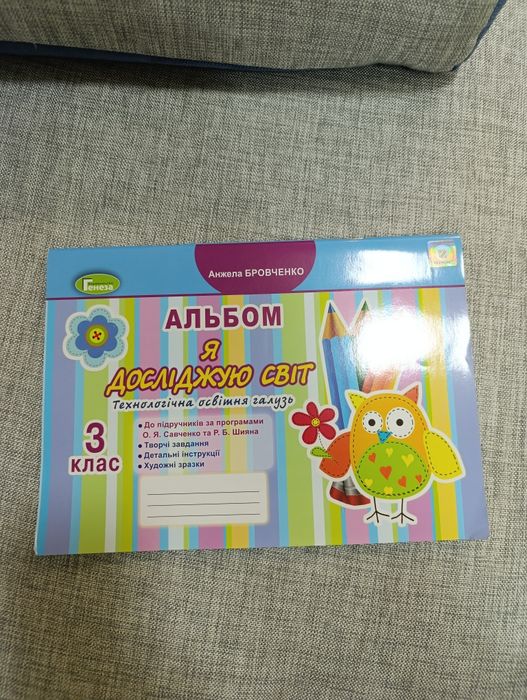 Анжела БРОВЧЕНКО
Генеза
АЛЬБОМ
Я
ДОСЛІДЖУЮ СВІТ
Технологічна освітня галузь
3
клас
• До підручників за програмами
О. Я. Савченко та Р. Б. Шияна
• Творчі завдання
• Детальні інструкції
• Художні зразки